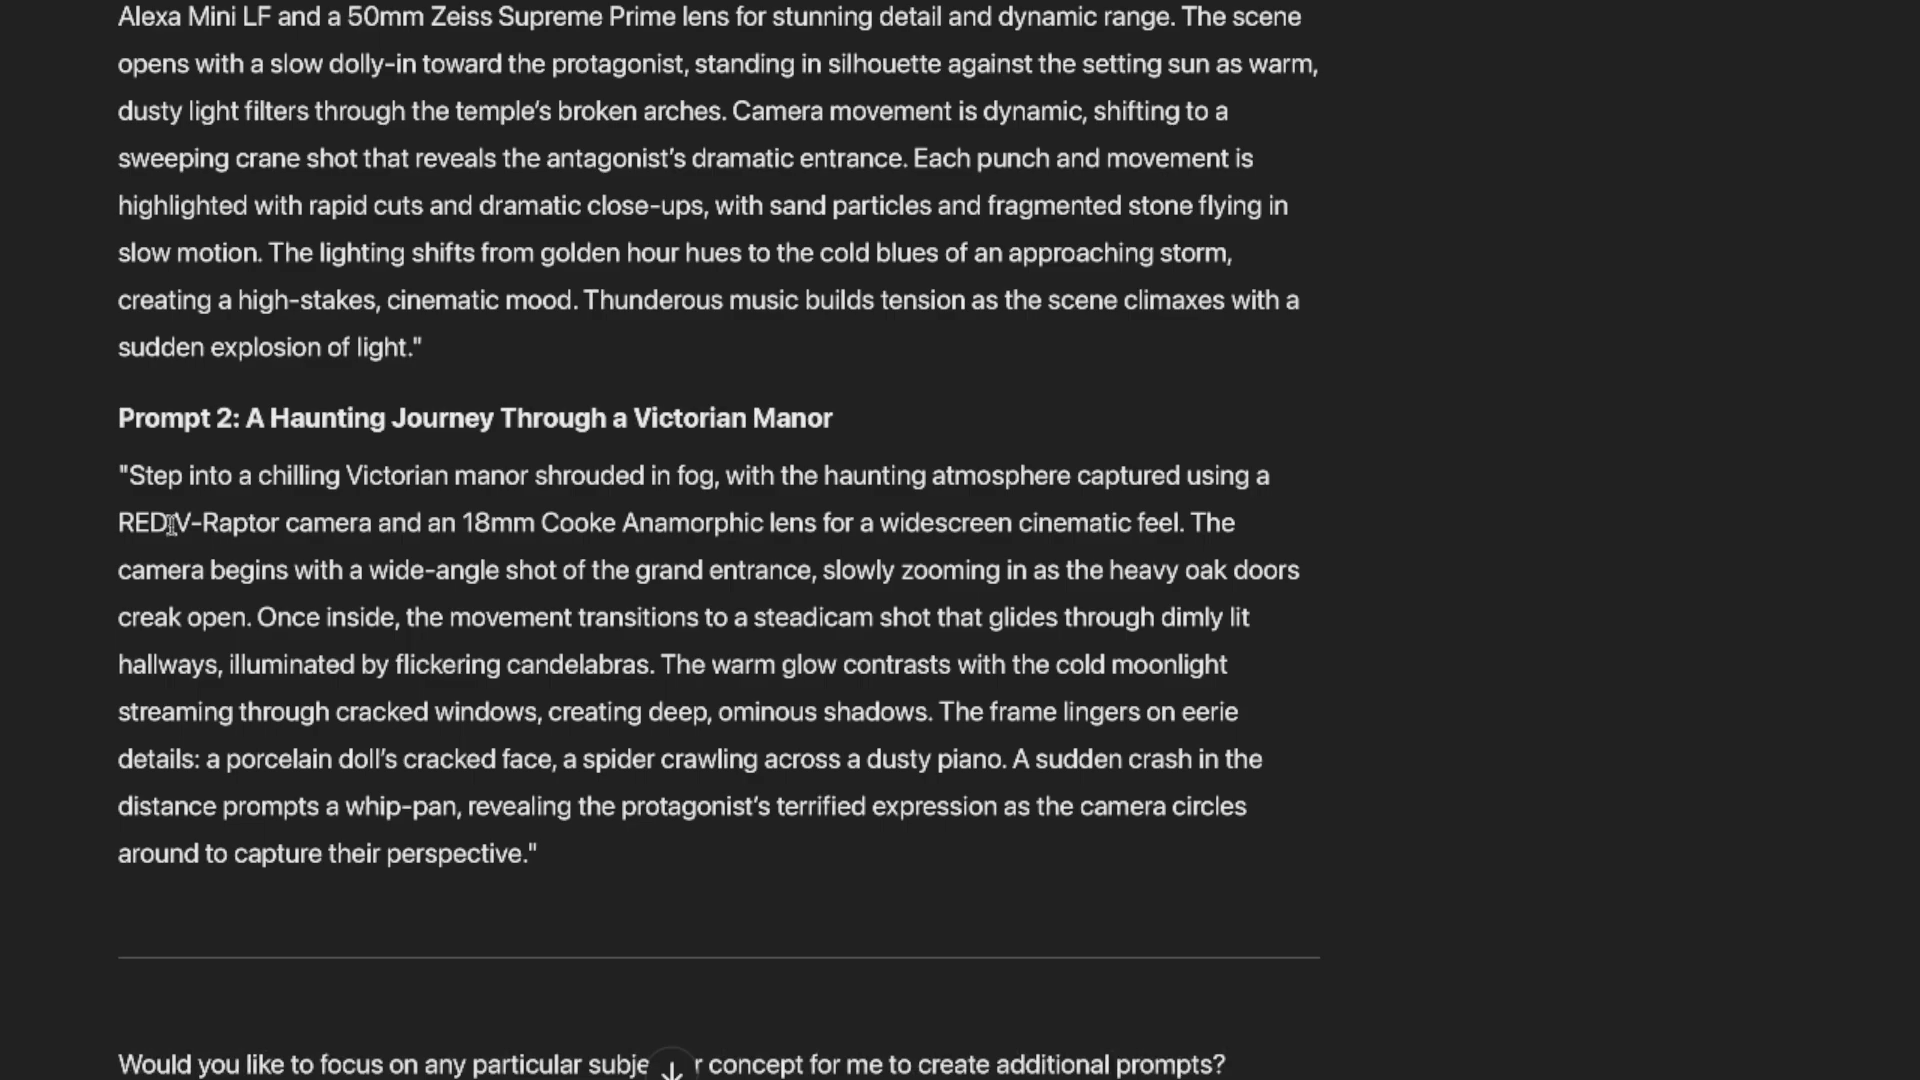 Alexa Mini LF and a 50mm Zeiss Supreme Prime lens for stunning detail and dynamic range. The scene
opens with a slow dolly-in toward the protagonist, standing in silhouette against the setting sun as warm,
dusty light filters through the temple’s broken arches. Camera movement is dynamic, shifting to a
sweeping crane shot that reveals the antagonist’s dramatic entrance. Each punch and movement is
highlighted with rapid cuts and dramatic close-ups, with sand particles and fragmented stone flying in
slow motion. The lighting shifts from golden hour hues to the cold blues of an approaching storm,
creating a high-stakes, cinematic mood. Thunderous music builds tension as the scene climaxes with a
sudden explosion of light."
Prompt 2: A Haunting Journey Through a Victorian Manor
"Step into a chilling Victorian manor shrouded in fog, with the haunting atmosphere captured using a
RED V-Raptor camera and an 18mm Cooke Anamorphic lens for a widescreen cinematic feel. The
camera begins with a wide-angle shot of the grand entrance, slowly zooming in as the heavy oak doors
creak open. Once inside, the movement transitions to a steadicam shot that glides through dimly lit
hallways, illuminated by flickering candelabras. The warm glow contrasts with the cold moonlight
streaming through cracked windows, creating deep, ominous shadows. The frame lingers on eerie
details: a porcelain doll’s cracked face, a spider crawling across a dusty piano. A sudden crash in the
distance prompts a whip-pan, revealing the protagonist’s terrified expression as the camera circles
around to capture their perspective."
Would you like to focus on any particular subje r concept for me to create additional prompts?